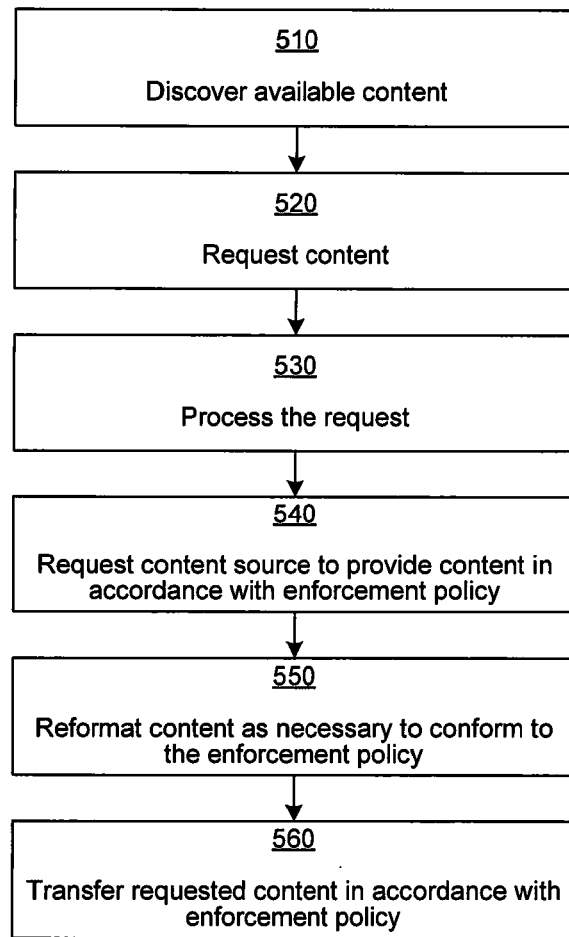 510
Discover available content
520
Request content
530
Process the request
540
Request content source to provide content in
accordance with enforcement policy
550
Reformat content as necessary to conform to
the enforcement policy
560
Transfer requested content in accordance with
enforcement policy